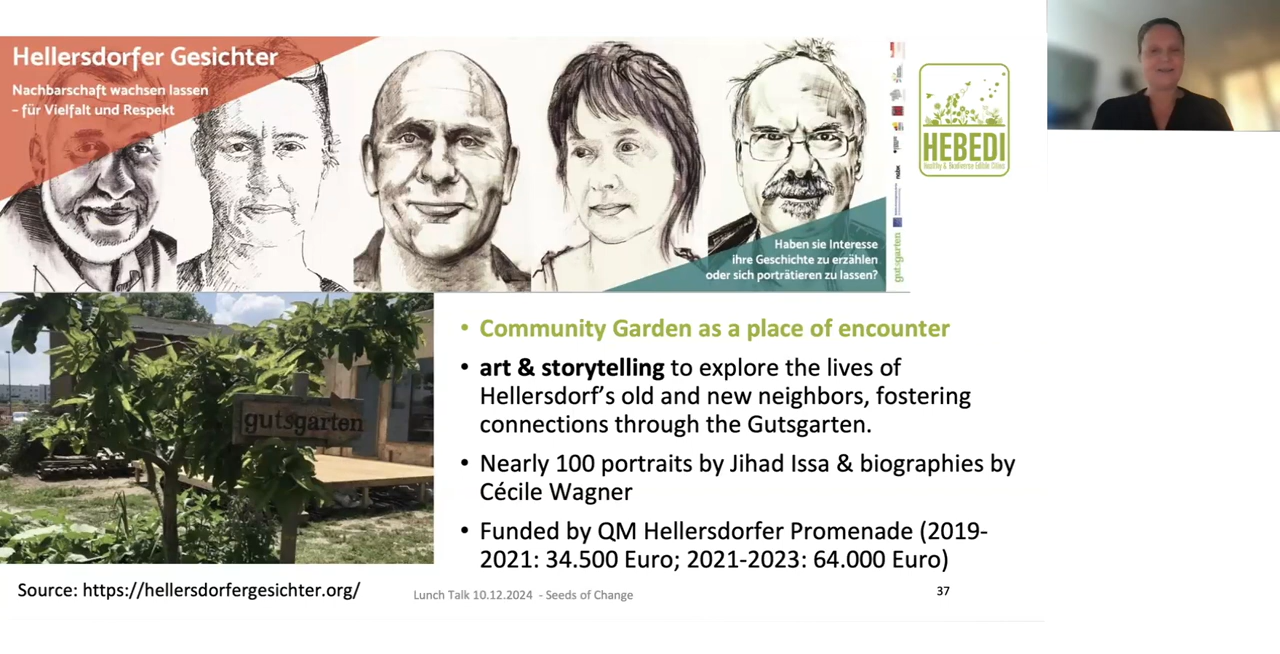 Hellersdorfer Gesichter
Nachbarschaft wachsen lassen
– für Vielfalt und Respekt
Haben sie Interesse
ihre Geschichte zu erzählen
oder sich porträtieren zu lassen?
gutsgarten
HEBEDI
Healthy & Biodiverse Edible Cities
gutsgarten
• Community Garden as a place of encounter
• art & storytelling to explore the lives of
Hellersdorf’s old and new neighbors, fostering
connections through the Gutsgarten.
• Nearly 100 portraits by Jihad Issa & biographies by
Cécile Wagner
• Funded by QM Hellersdorfer Promenade (2019-
2021: 34.500 Euro; 2021-2023: 64.000 Euro)
Source: https://hellersdorfergesichter.org/
Lunch Talk 10.12.2024 - Seeds of Change
37